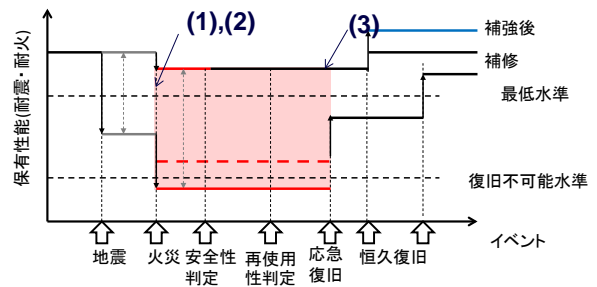 (1),(2)
(3)
補強後
補修
最低水準
復旧不可能水準
保有性能(耐震・耐火)
イベント
地震
火災
安全性
判定
再使用
性判定
応急
復旧
恒久復旧